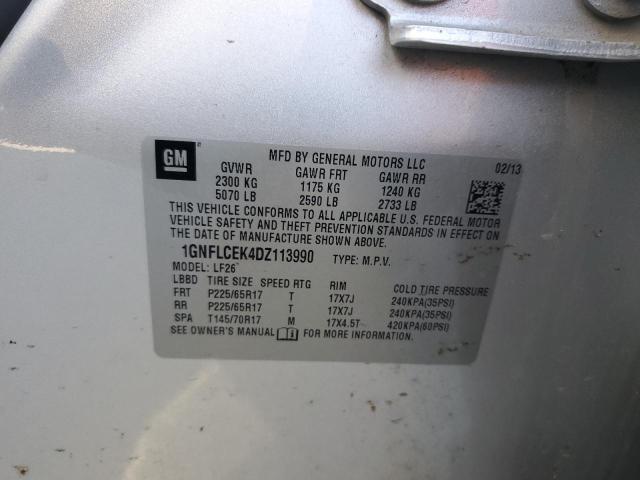 GM
MFD BY GENERAL MOTORS LLC 02/13
GVWR GAWR FRT GAWR RR
2300 KG 1175 KG 1240 KG
5070 LB 2590 LB 2733 LB
THIS VEHICLE CONFORMS TO ALL APPLICABLE U.S. FEDERAL MOTOR
VEHICLE SAFETY AND THEFT PREVENTION STANDARDS IN EFFECT ON
THE DATE OF MANUFACTURE SHOWN ABOVE.
1GNFLCEK4DZ113990 TYPE: M.P.V.
MODEL: LF26
LBBD TIRE SIZE SPEED RTG RIM COLD TIRE PRESSURE
FRT P225/65R17 T 17X7J 240KPA(35PSI)
RR P225/65R17 T 17X7J 240KPA(35PSI)
SPA T145/70R17 M 17X4.5T 420KPA(60PSI)
SEE OWNER'S MANUAL FOR MORE INFORMATION.